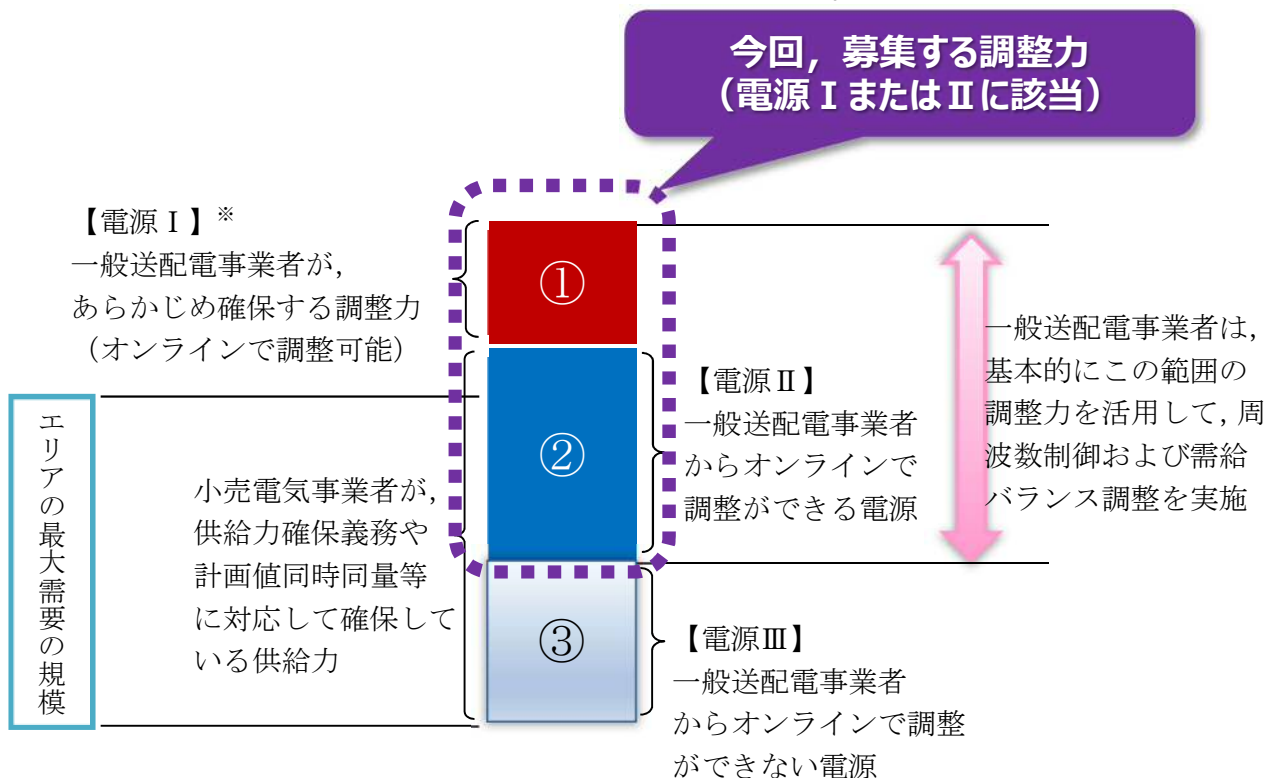 今回，募集する調整力
（電源Ⅰまたはⅱに該当）
【電源Ⅰ】※
一般送配電事業者が，
あらかじめ確保する調整力
（オンラインで調整可能）
①
一般送配電事業者は，
基本的にこの範囲の
調整力を活用して，周
波数制御および需給
バランス調整を実施
【電源Ⅱ】
一般送配電事業者
からオンラインで
調整ができる電源
②
エリアの最大需要の規模
小売電気事業者が，
供給力確保義務や
計画値同時同量等
に対応して確保して
いる供給力
③
【電源Ⅲ】
一般送配電事業者
からオンラインで調整
ができない電源